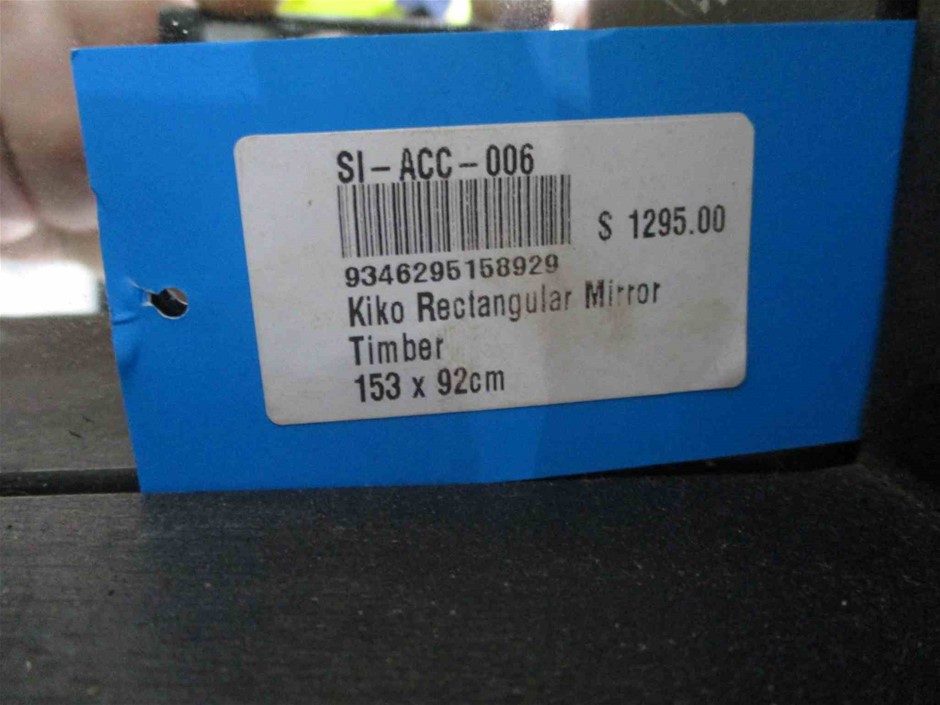 SI-ACC-006
$ 1295.00
9346295158929
Kiko Rectangular Mirror
Timber
153 x 92cm